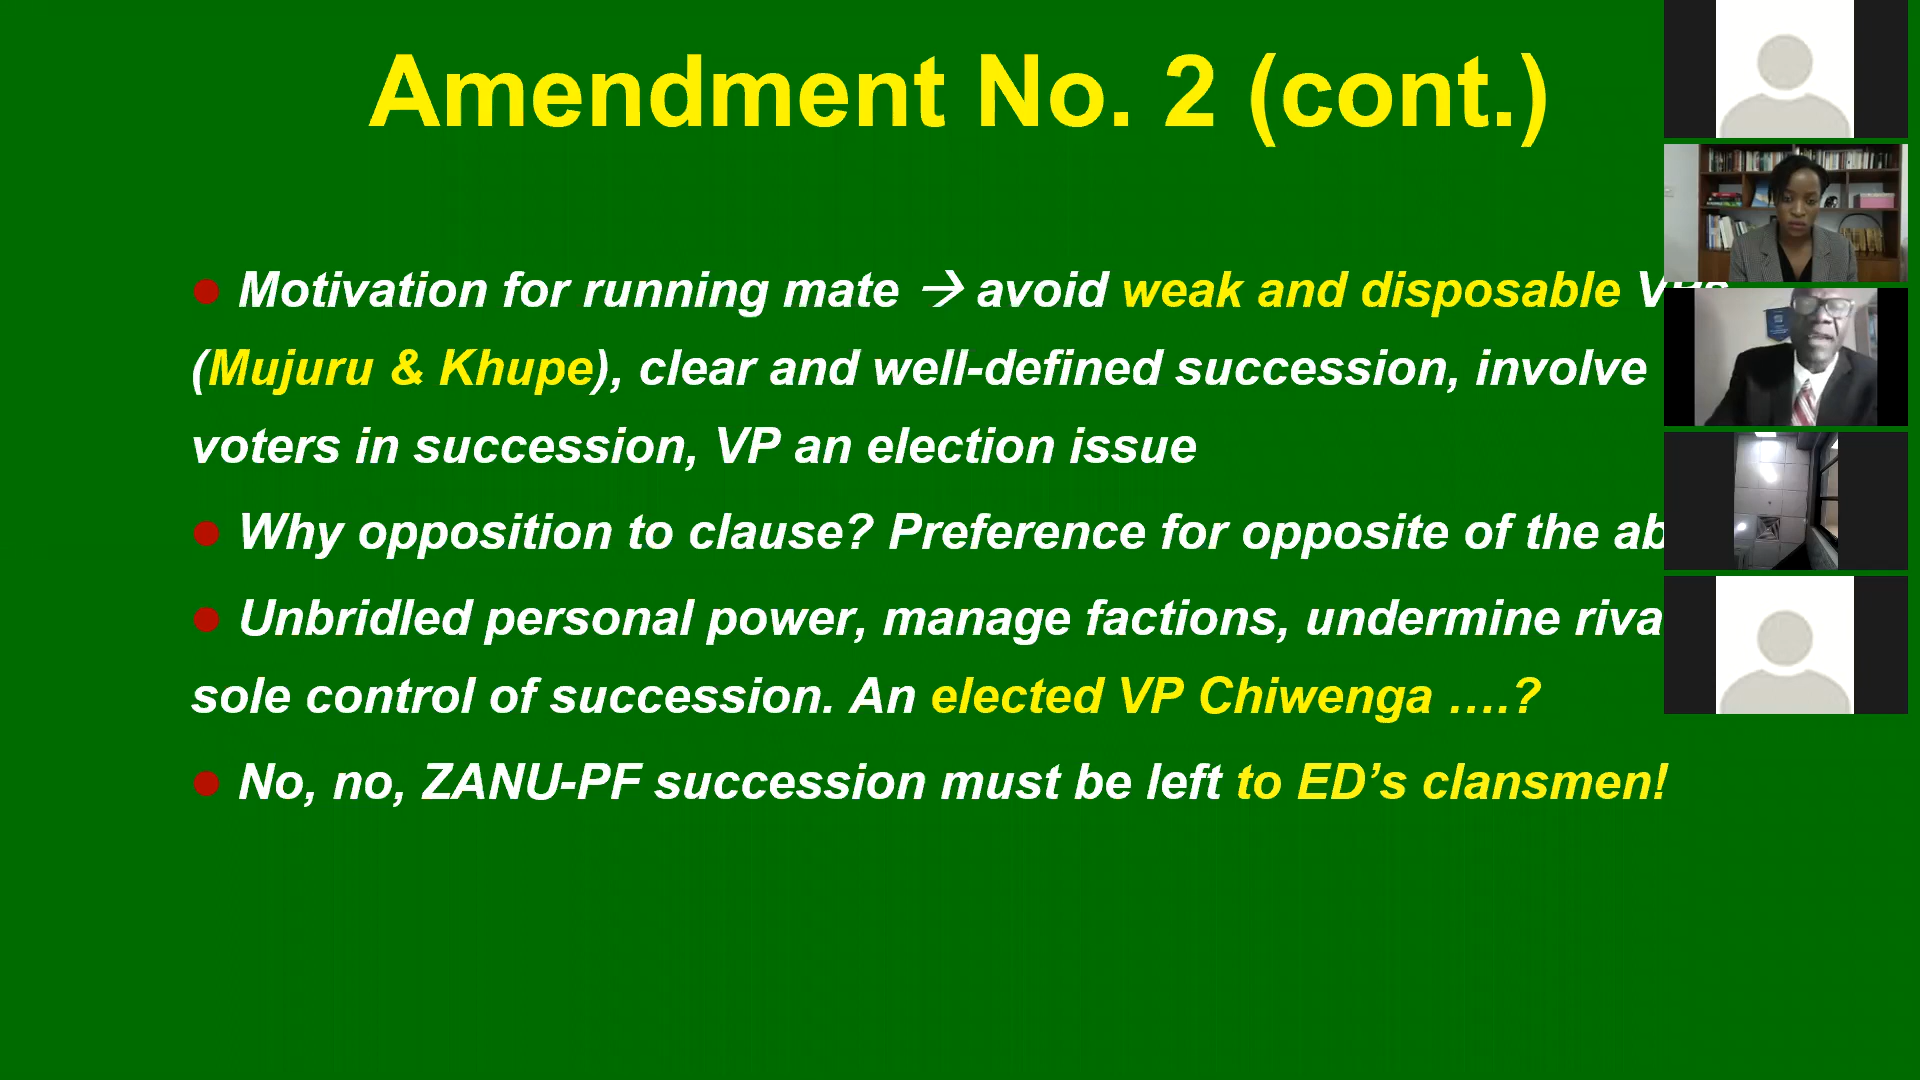 Amendment No. 2 (cont.)
● Motivation for running mate → avoid weak and disposable
(Mujuru & Khupe), clear and well-defined succession, involve
voters in succession, VP an election issue
● Why opposition to clause? Preference for opposite of the
● Unbridled personal power, manage factions, undermine
sole control of succession. An elected VP Chiwenga ….?
● No, no, ZANU-PF succession must be left to ED’s clansmen!